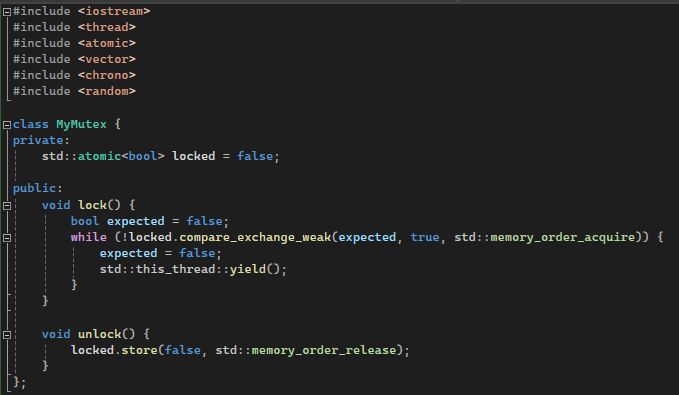 #include <iostream>
#include <thread>
#include <atomic>
#include <vector>
#include <chrono>
#include <random>
class MyMutex {
private:
    std::atomic<bool> locked = false;
public:
    void lock() {
        bool expected = false;
        while (!locked.compare_exchange_weak(expected, true, std::memory_order_acquire)) {
            expected = false;
            std::this_thread::yield();
        }
    }
    void unlock() {
        locked.store(false, std::memory_order_release);
    }
};